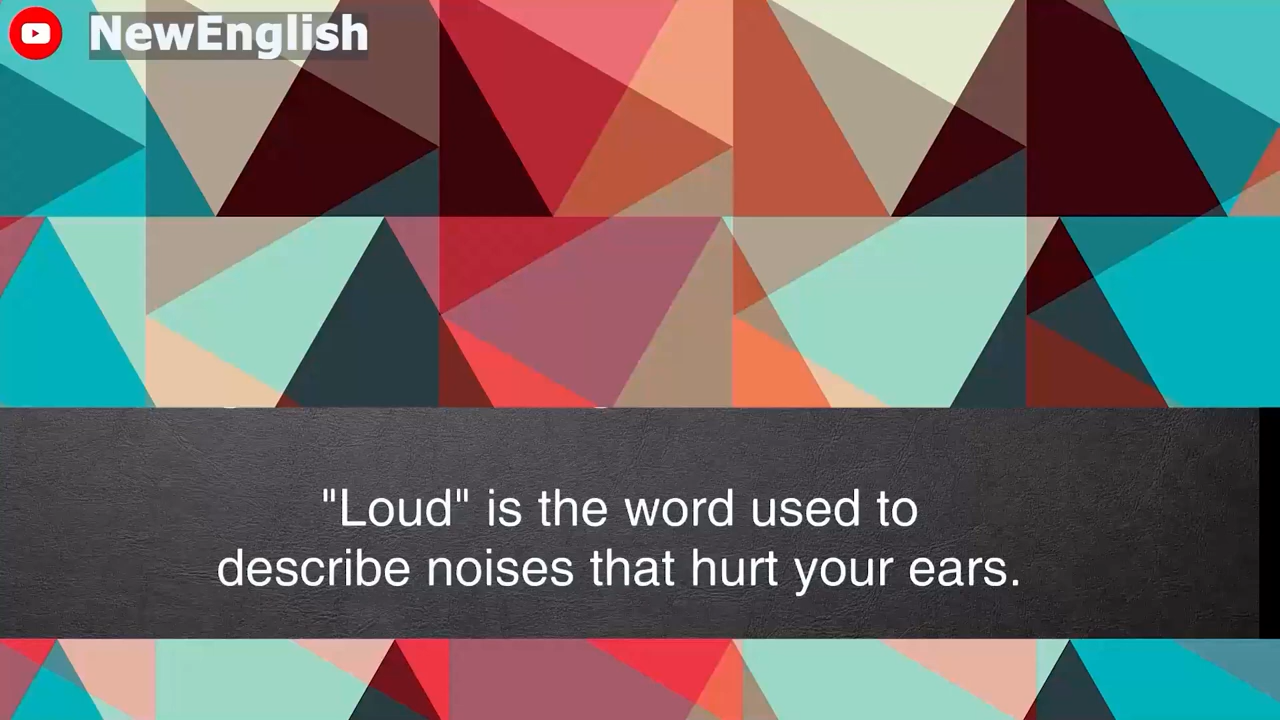 NewEnglish
"Loud" is the word used to
describe noises that hurt your ears.